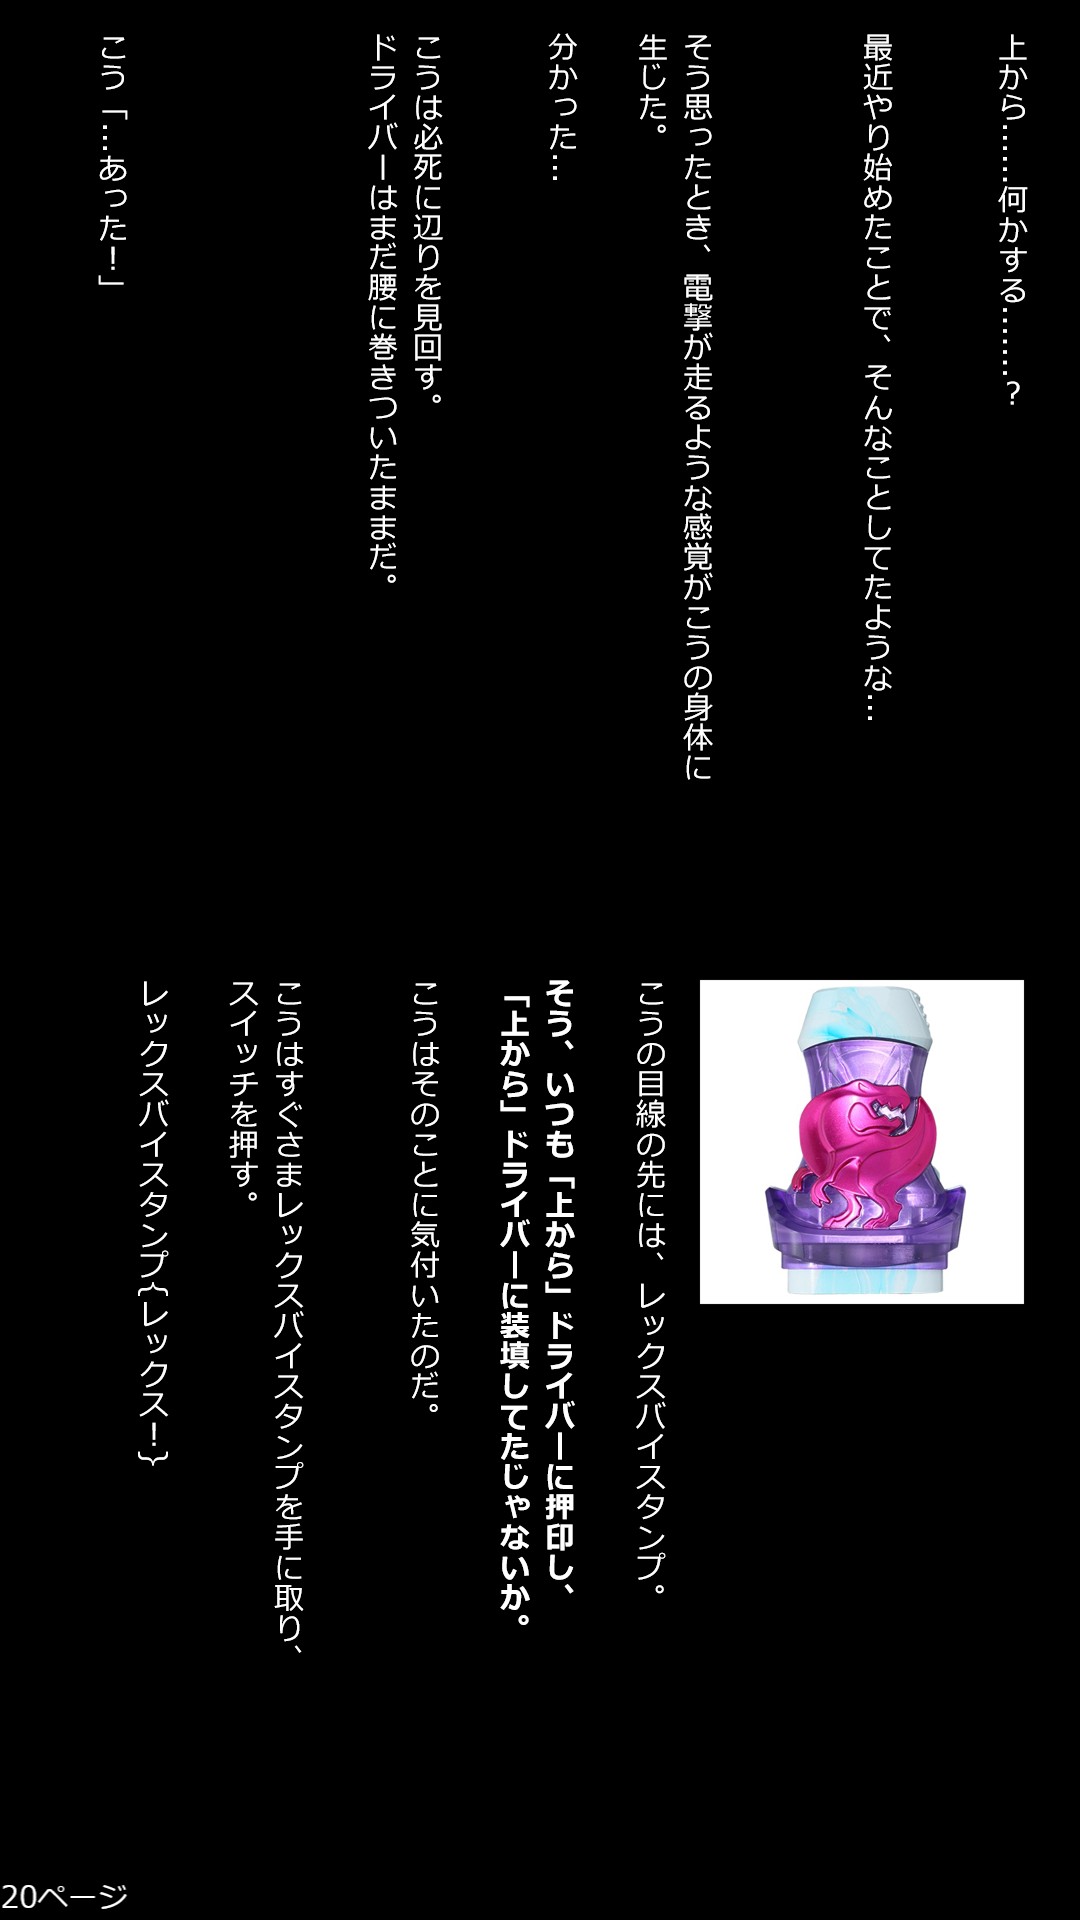 上から……何かする………?
最近やり始めたことで、そんなことしてたような…
そう思ったとき、電撃が走るような感覚がこうの身体に
生じた。
分かった…
こうは必死に辺りを見回す。
ドライバーはまだ腰に巻きついたままだ。
こう「…あった！」
こうの目線の先には、レックスバイスタンプ。
そう、いつも「上から」ドライバーに押印し、
「上から」ドライバーに装填してたじゃないか。
こうはそのことに気付いたのだ。
こうはすぐさまレックスバイスタンプを手に取り、
スイッチを押す。
レックスバイスタンプ{レックス！}
20ページ